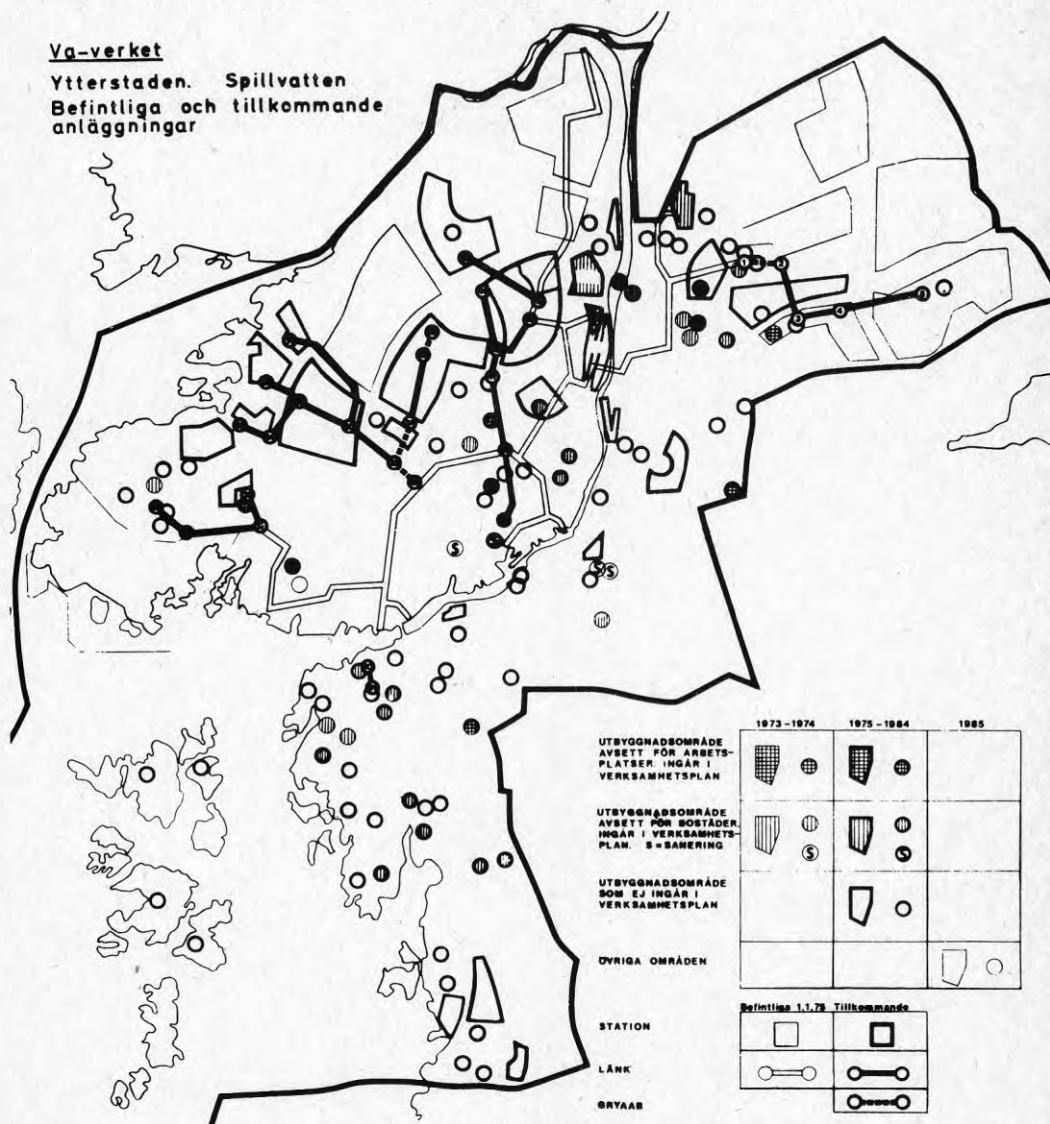 Va-verket
Ytterstaden. Spillvatten
Befintliga och tillkommande
anläggningar
S
S
1973-1974 1975-1984 1985
UTBYGGNADSOMRÅDE
AVSETT FÖR ARBETS-
PLATSER. INGÅR I
VERKSAMHETSPLAN
UTBYGGNADSOMRÅDE
AVSETT FÖR BOSTÄDER.
INGÅR I VERKSAMHETS-
PLAN. S=SANERING
S S
UTBYGGNADSOMRÅDE
SOM EJ INGÅR I
VERKSAMHETSPLAN
ÖVRIGA OMRÅDEN
Befintliga 1.1.75 Tillkommande
STATION
LÄNK
GRYAAB